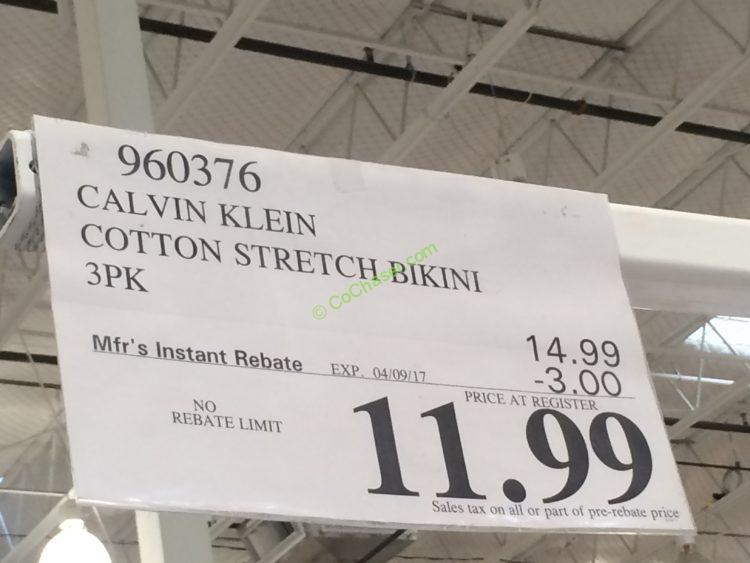 960376
CALVIN KLEIN
COTTON STRETCH BIKINI
3PK
© CoChaser.com
14.99
Mfr's Instant Rebate EXP. 04/09/17 -3.00
NO
REBATE LIMIT
PRICE AT REGISTER
11.99
Sales tax on all or part of pre-rebate price